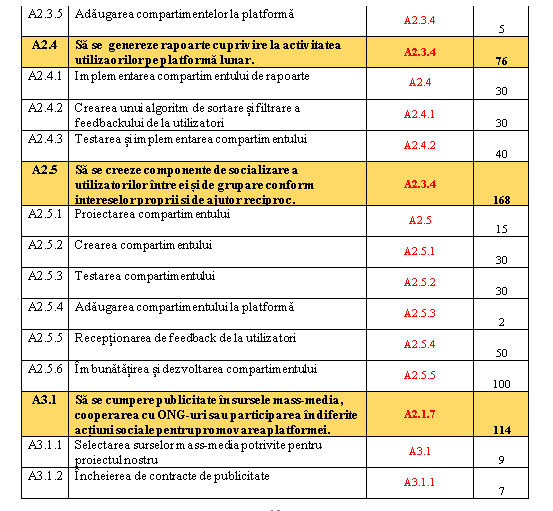 A2.3.5 Adăugarea compartimentelor la platformă A2.3.4 5
A2.4 Să se genereze rapoarte cu privire la activitatea
utilizaorilor pe platformă lunar. A2.3.4 76
A2.4.1 Implementarea compartimentului de rapoarte A2.4 30
A2.4.2 Crearea unui algoritm de sortare și filtrare a
feedbackului de la utilizatori A2.4.1 30
A2.4.3 Testarea și implementarea compartimentului A2.4.2 40
A2.5 Să se creeze componente de socializare a
utilizatorilor între ei și de grupare conform
intereselor proprii si de ajutor reciproc. A2.3.4 168
A2.5.1 Proiectarea compartimentului A2.5 15
A2.5.2 Crearea compartimentului A2.5.1 30
A2.5.3 Testarea compartimentului A2.5.2 30
A2.5.4 Adăugarea compartimentului la platformă A2.5.3 2
A2.5.5 Recepționarea de feedback de la utilizatori A2.5.4 50
A2.5.6 Îmbunătățirea și dezvoltarea compartimentului A2.5.5 100
A3.1 Să se cumpere publicitate în sursele mass-media,
cooperarea cu ONG-uri sau participarea în diferite
acțiuni sociale pentru promovarea platformei. A2.1.7 114
A3.1.1 Selectarea surselor mass-media potrivite pentru
proiectul nostru A3.1 9
A3.1.2 Încheierea de contracte de publicitate A3.1.1 7